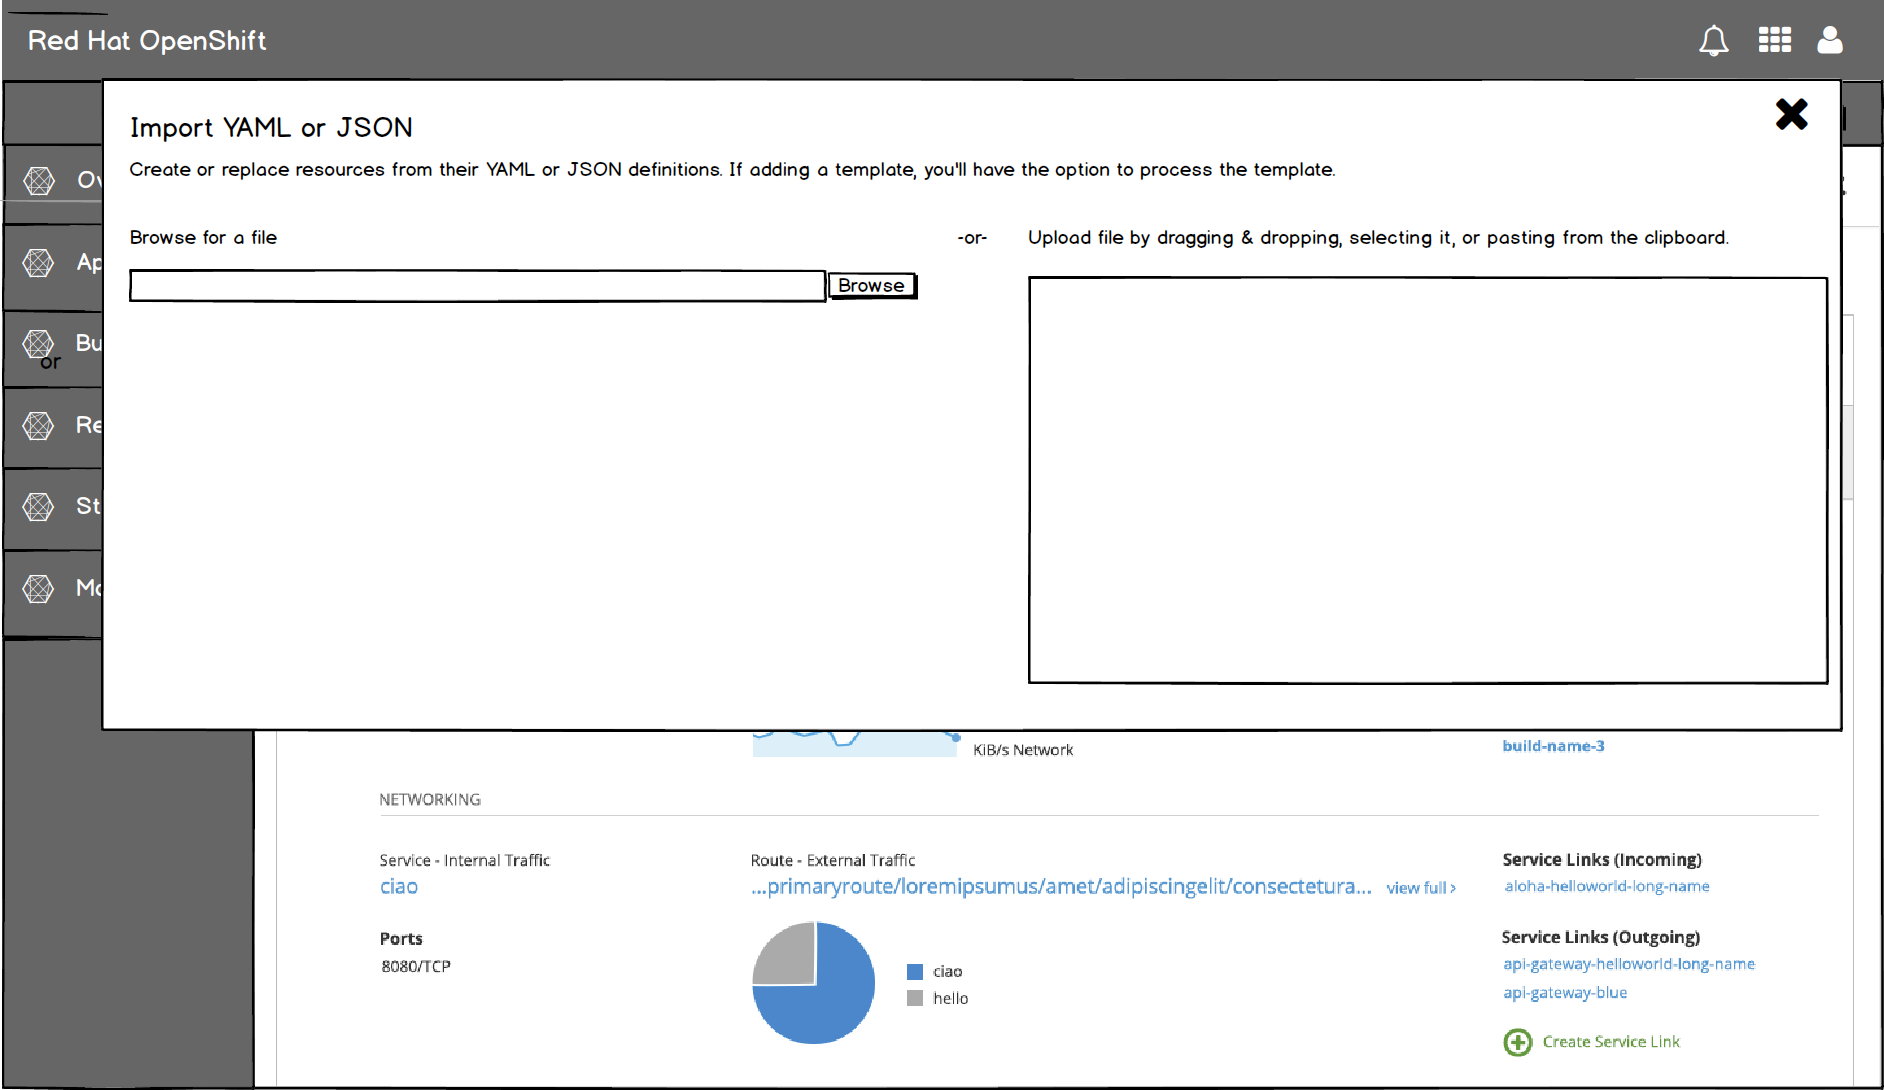 Red Hat OpenShift
Import YAML or JSON
Create or replace resources from their YAML or JSON definitions. If adding a template, you'll have the option to process the template.
Browse for a file
-or-
Upload file by dragging & dropping, selecting it, or pasting from the clipboard.
Browse
Ov
Ap
Bu
or
Re
St
Mo
KiB/s Network
build-name-3
NETWORKING
Service - Internal Traffic
ciao
Ports
8080/TCP
Route - External Traffic
...primaryroute/loremipsumus/amet/adipiscingelit/consectetura... view full >
ciao
hello
Service Links (Incoming)
aloha-helloworld-long-name
Service Links (Outgoing)
api-gateway-helloworld-long-name
api-gateway-blue
Create Service Link